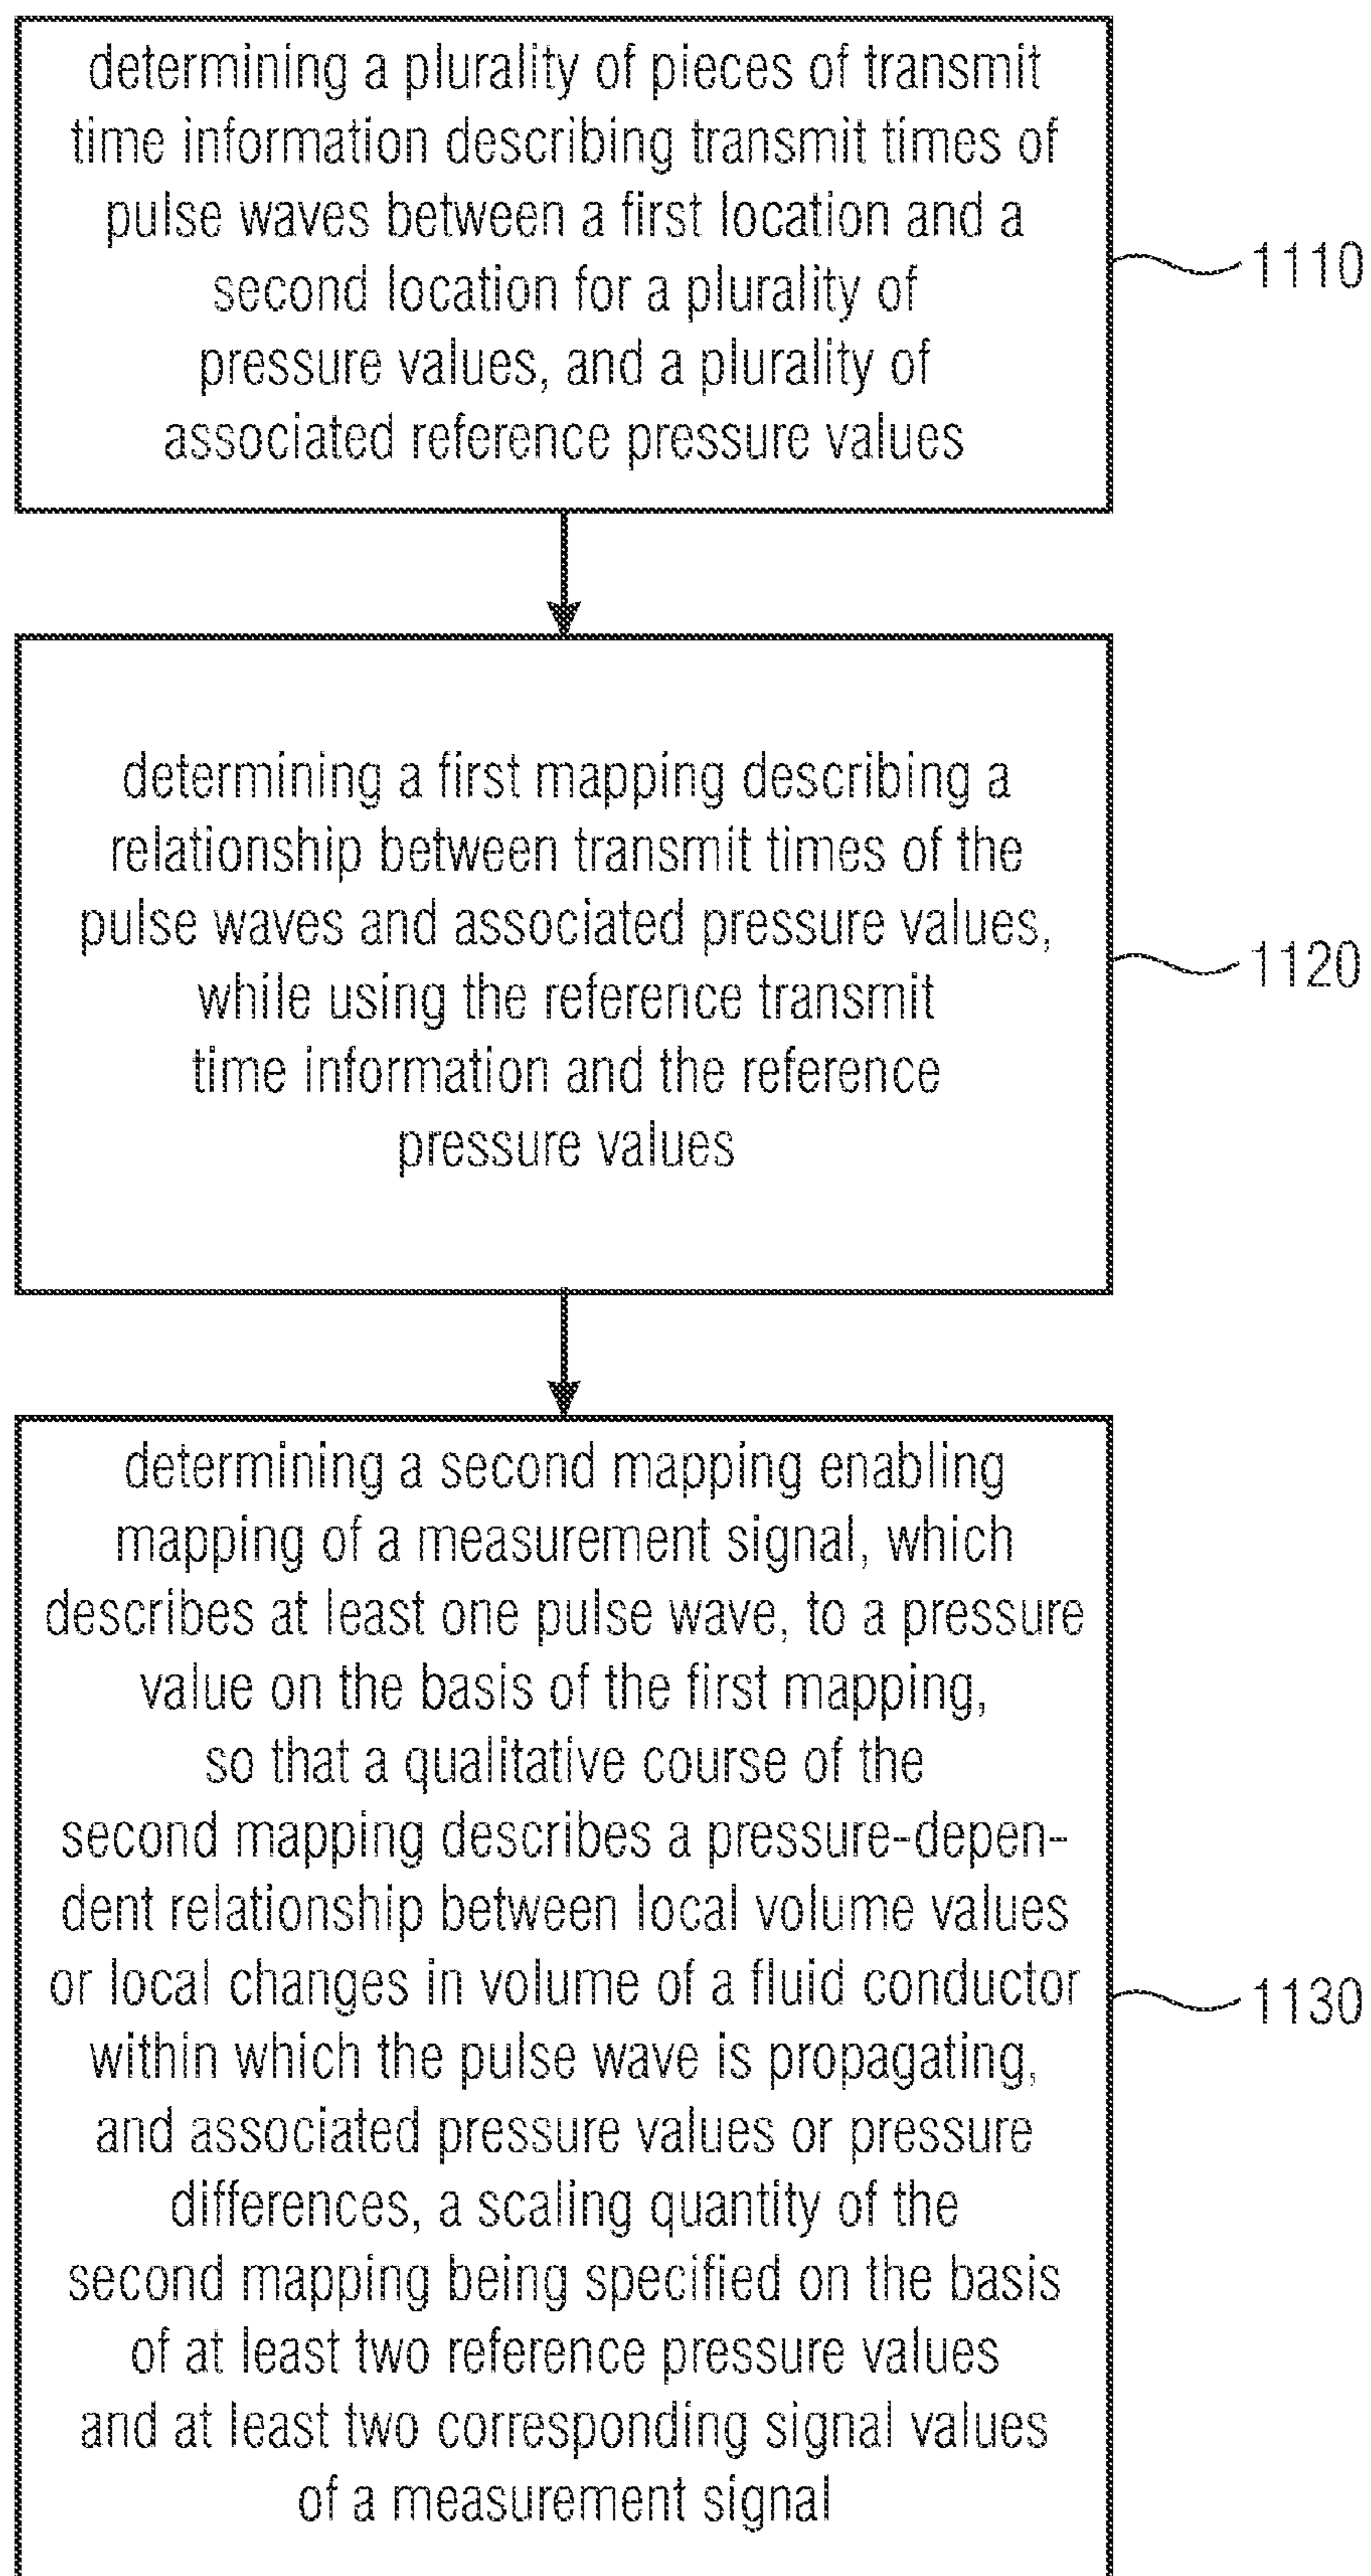 determining a plurality of pieces of transmit
time information describing transmit times of
pulse waves between a first location and a
second location for a plurality of
pressure values, and a plurality of
associated reference pressure values
1110
determining a first mapping describing a
relationship between transmit times of the
pulse waves and associated pressure values,
while using the reference transmit
time information and the reference
pressure values
1120
determining a second mapping enabling
mapping of a measurement signal, which
describes at least one pulse wave, to a pressure
value on the basis of the first mapping,
so that a qualitative course of the
second mapping describes a pressure-depen-
dent relationship between local volume values
or local changes in volume of a fluid conductor
within which the pulse wave is propagating,
and associated pressure values or pressure
differences, a scaling quantity of the
second mapping being specified on the basis
of at least two reference pressure values
and at least two corresponding signal values
of a measurement signal
1130